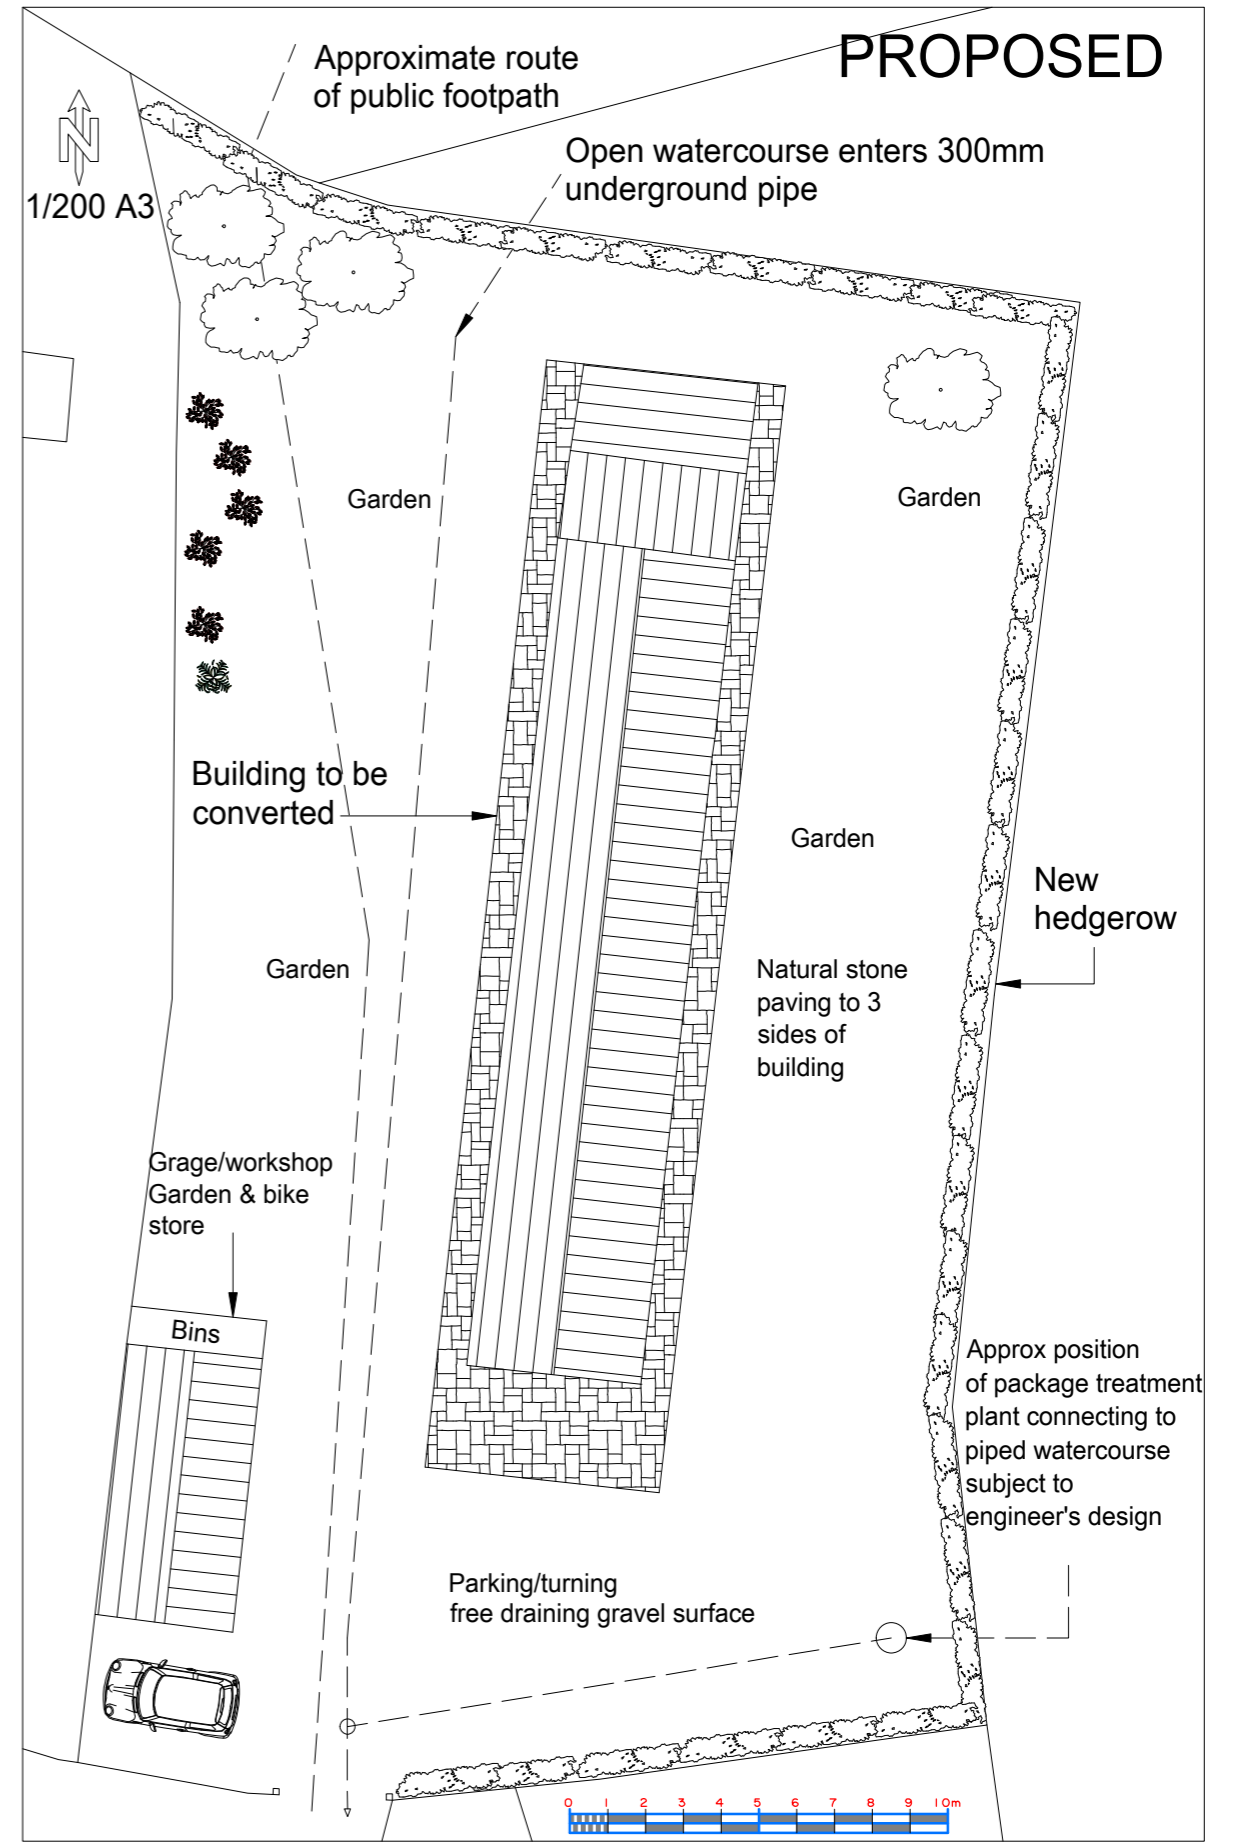 PROPOSED
Approximate route
of public footpath
N
1/200 A3
Open watercourse enters 300mm
underground pipe
Garden
Garden
Building to be
converted
Garden
New
hedgerow
Garden
Natural stone
paving to 3
sides of
building
Grage/workshop
Garden & bike
store
Bins
Approx position
of package treatment
plant connecting to
piped watercourse
subject to
engineer's design
Parking/turning
free draining gravel surface
0 1 2 3 4 5 6 7 8 9 10m